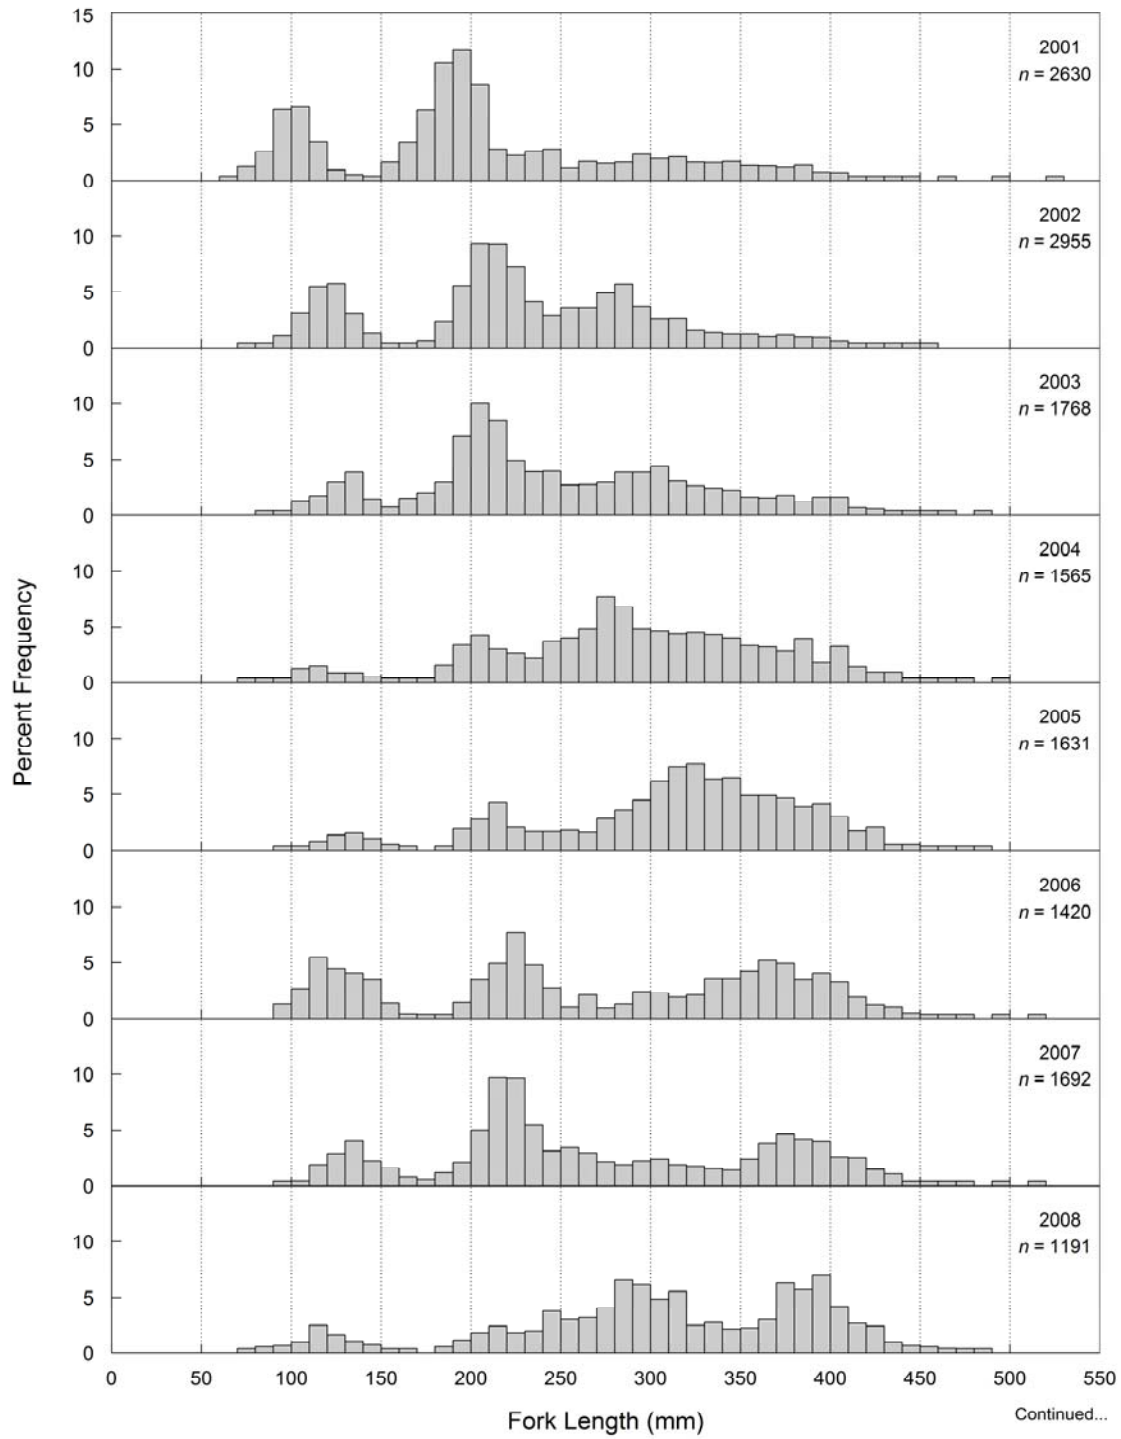 15
10
5
0
2001
n = 2630
10
5
0
2002
n = 2955
10
5
0
2003
n = 1768
10
5
0
2004
n = 1565
10
5
0
2005
n = 1631
10
5
0
2006
n = 1420
10
5
0
2007
n = 1692
10
5
0
2008
n = 1191
Percent Frequency
0 50 100 150 200 250 300 350 400 450 500 550
Fork Length (mm)
Continued...